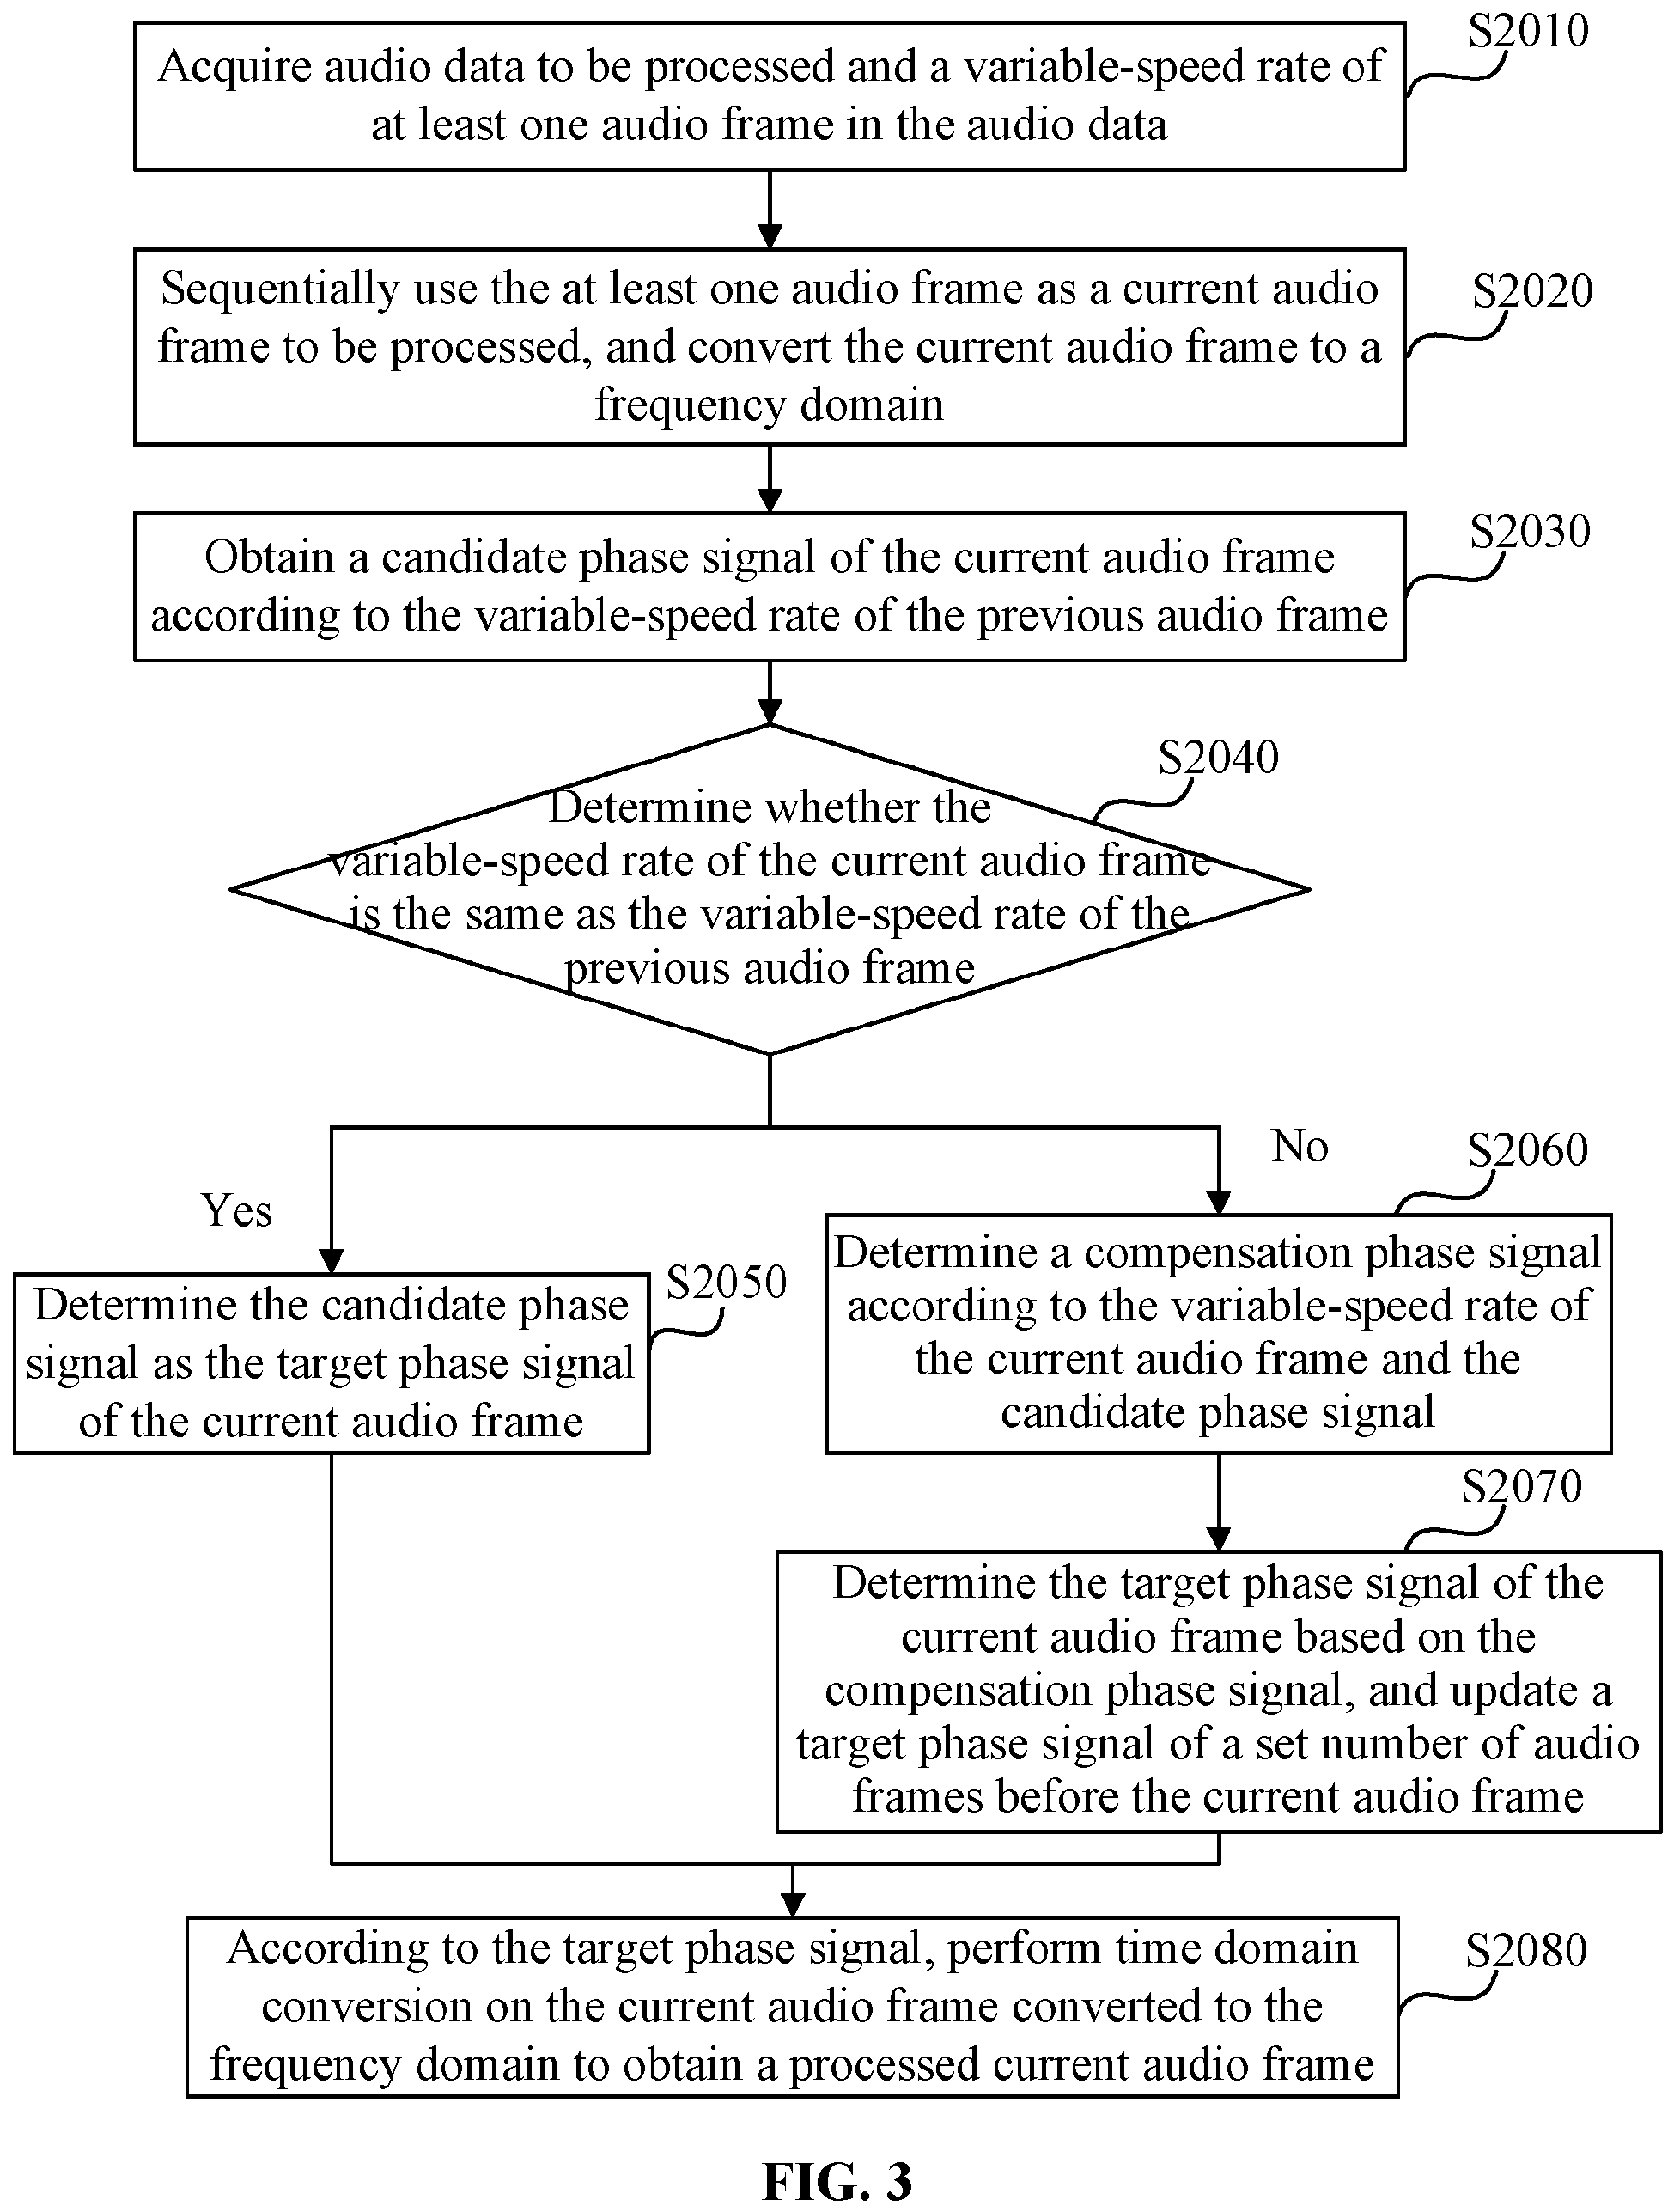 S2010
Acquire audio data to be processed and a variable-speed rate of
at least one audio frame in the audio data
S2020
Sequentially use the at least one audio frame as a current audio
frame to be processed, and convert the current audio frame to a
frequency domain
S2030
Obtain a candidate phase signal of the current audio frame
according to the variable-speed rate of the previous audio frame
S2040
Determine whether the
variable-speed rate of the current audio frame
is the same as the variable-speed rate of the
previous audio frame
Yes
No
S2050
Determine the candidate phase
signal as the target phase signal
of the current audio frame
S2060
Determine a compensation phase signal
according to the variable-speed rate of
the current audio frame and the
candidate phase signal
S2070
Determine the target phase signal of the
current audio frame based on the
compensation phase signal, and update a
target phase signal of a set number of audio
frames before the current audio frame
S2080
According to the target phase signal, perform time domain
conversion on the current audio frame converted to the
frequency domain to obtain a processed current audio frame
FIG. 3